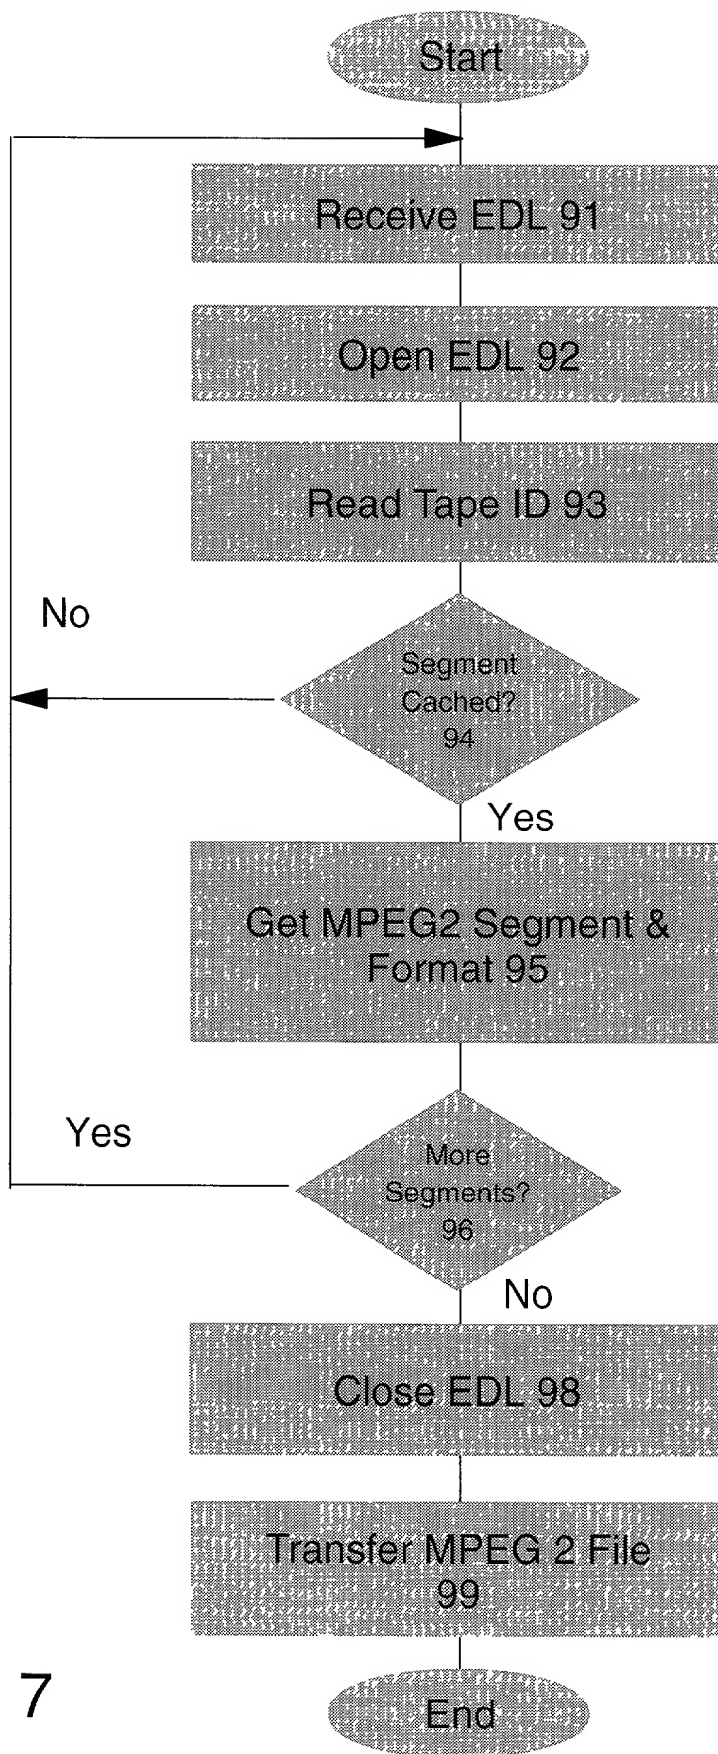 Start
Receive EDL 91
Open EDL 92
Read Tape ID 93
No
Segment
Cached?
94
Yes
Get MPEG2 Segment &
Format 95
Yes
More
Segments?
96
No
Close EDL 98
Transfer MPEG 2 File
99
7
End